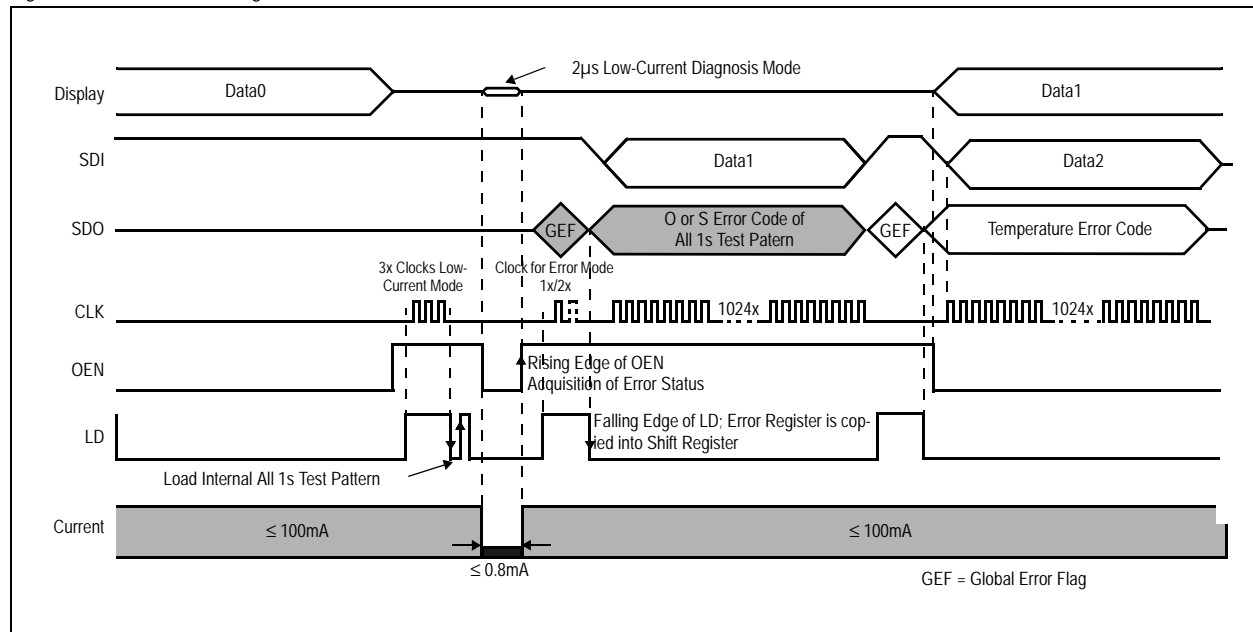 2µs Low-Current Diagnosis Mode
Display
Data0
Data1
SDI
Data1
Data2
SDO
GEF
O or S Error Code of
All 1s Test Patern
GEF
Temperature Error Code
3x Clocks Low-
Current Mode
Clock for Error Mode
1x/2x
CLK
1024x
1024x
OEN
Rising Edge of OEN
Acquisition of Error Status
LD
Falling Edge of LD; Error Register is cop-
ied into Shift Register
Load Internal All 1s Test Pattern
Current
≤ 100mA
≤ 100mA
≤ 0.8mA
GEF = Global Error Flag